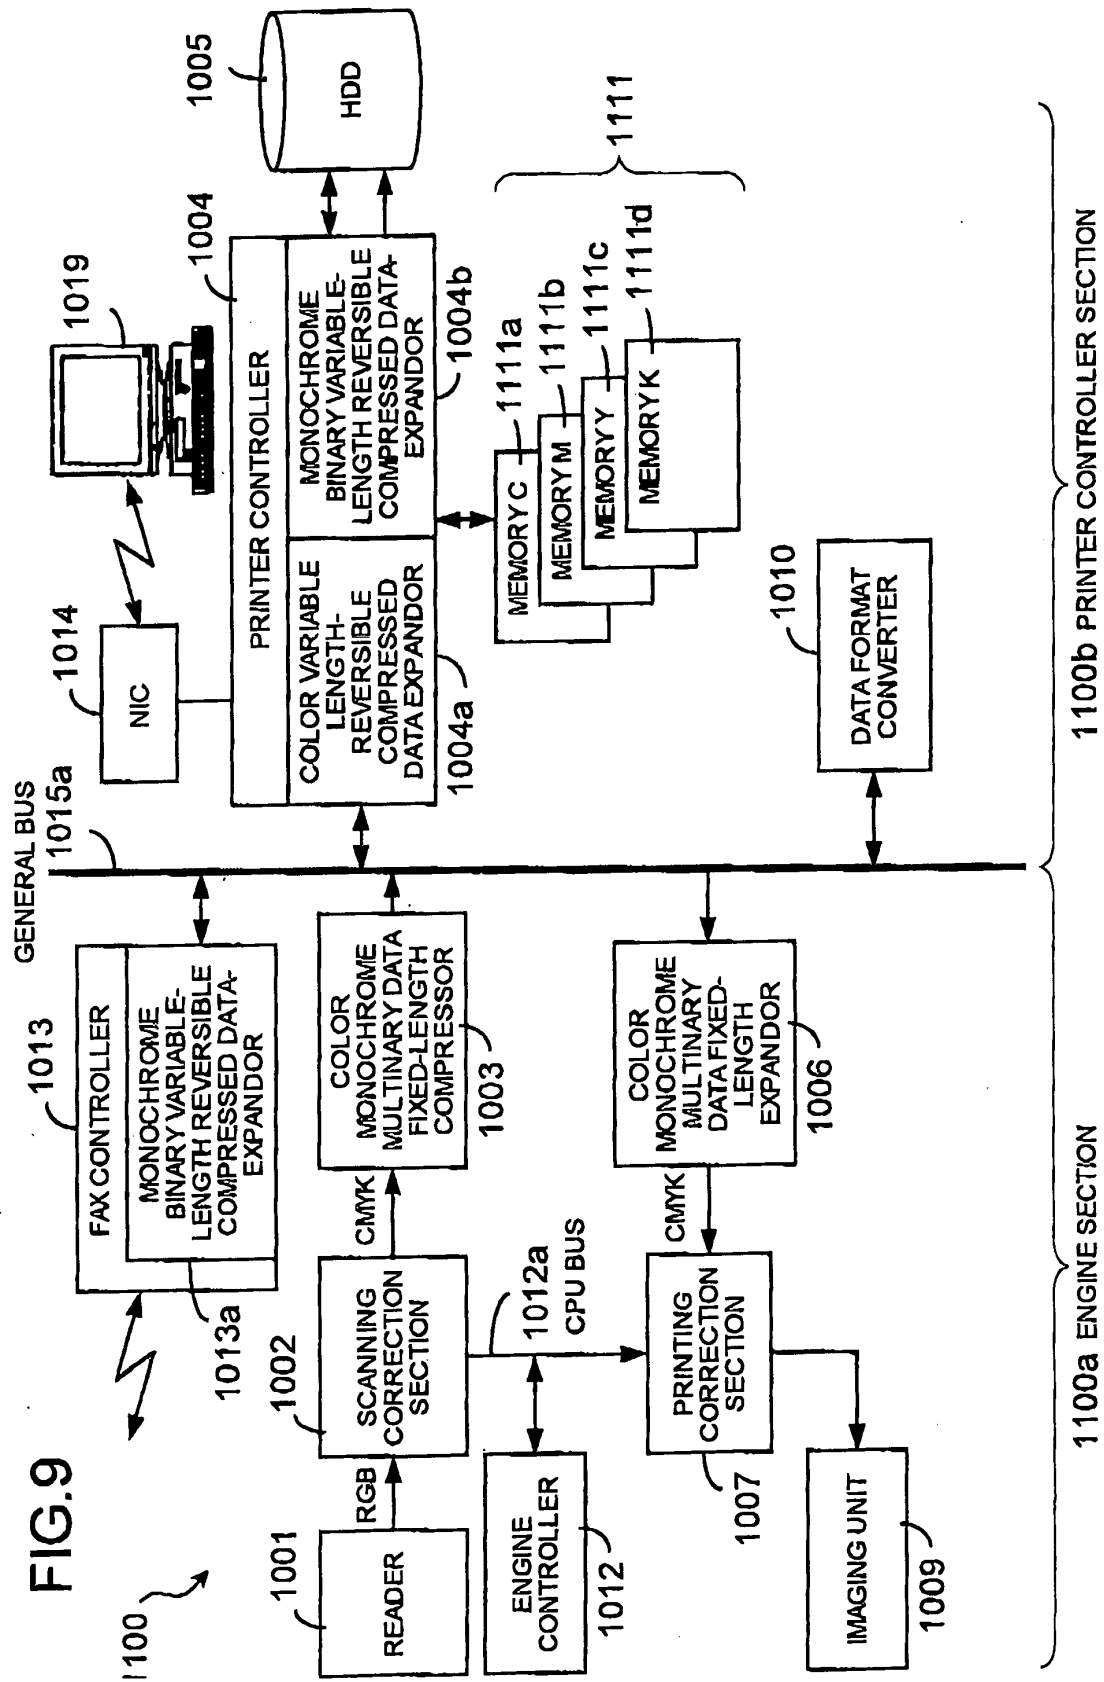 FIG.9
1100
GENERAL BUS
1015a
1013
FAX CONTROLLER
MONOCHROME
BINARY VARIABLE-
LENGTH REVERSIBLE
COMPRESSED DATA-
EXPANDOR
1013a
1014
NIC
1019
1001
READER
RGB
1002
SCANNING
CORRECTION
SECTION
CMYK
COLOR
MONOCHROME
MULTINARY DATA
FIXED-LENGTH
COMPRESSOR
1003
1004
PRINTER CONTROLLER
COLOR VARIABLE
LENGTH-
REVERSIBLE
COMPRESSED
DATA EXPANDOR
1004a
MONOCHROME
BINARY VARIABLE-
LENGTH REVERSIBLE
COMPRESSED DATA-
EXPANDOR
1004b
1005
HDD
ENGINE
CONTROLLER
1012
1012a
CPU BUS
MEMORY C
1111a
MEMORY M
1111b
MEMORY Y
1111c
MEMORY K
1111d
1111
PRINTING
CORRECTION
SECTION
1007
CMYK
COLOR
MONOCHROME
MULTINARY
DATA FIXED-
LENGTH
EXPANDOR
1006
1010
DATA FORMAT
CONVERTER
IMAGING UNIT
1009
1100a ENGINE SECTION
1100b PRINTER CONTROLLER SECTION